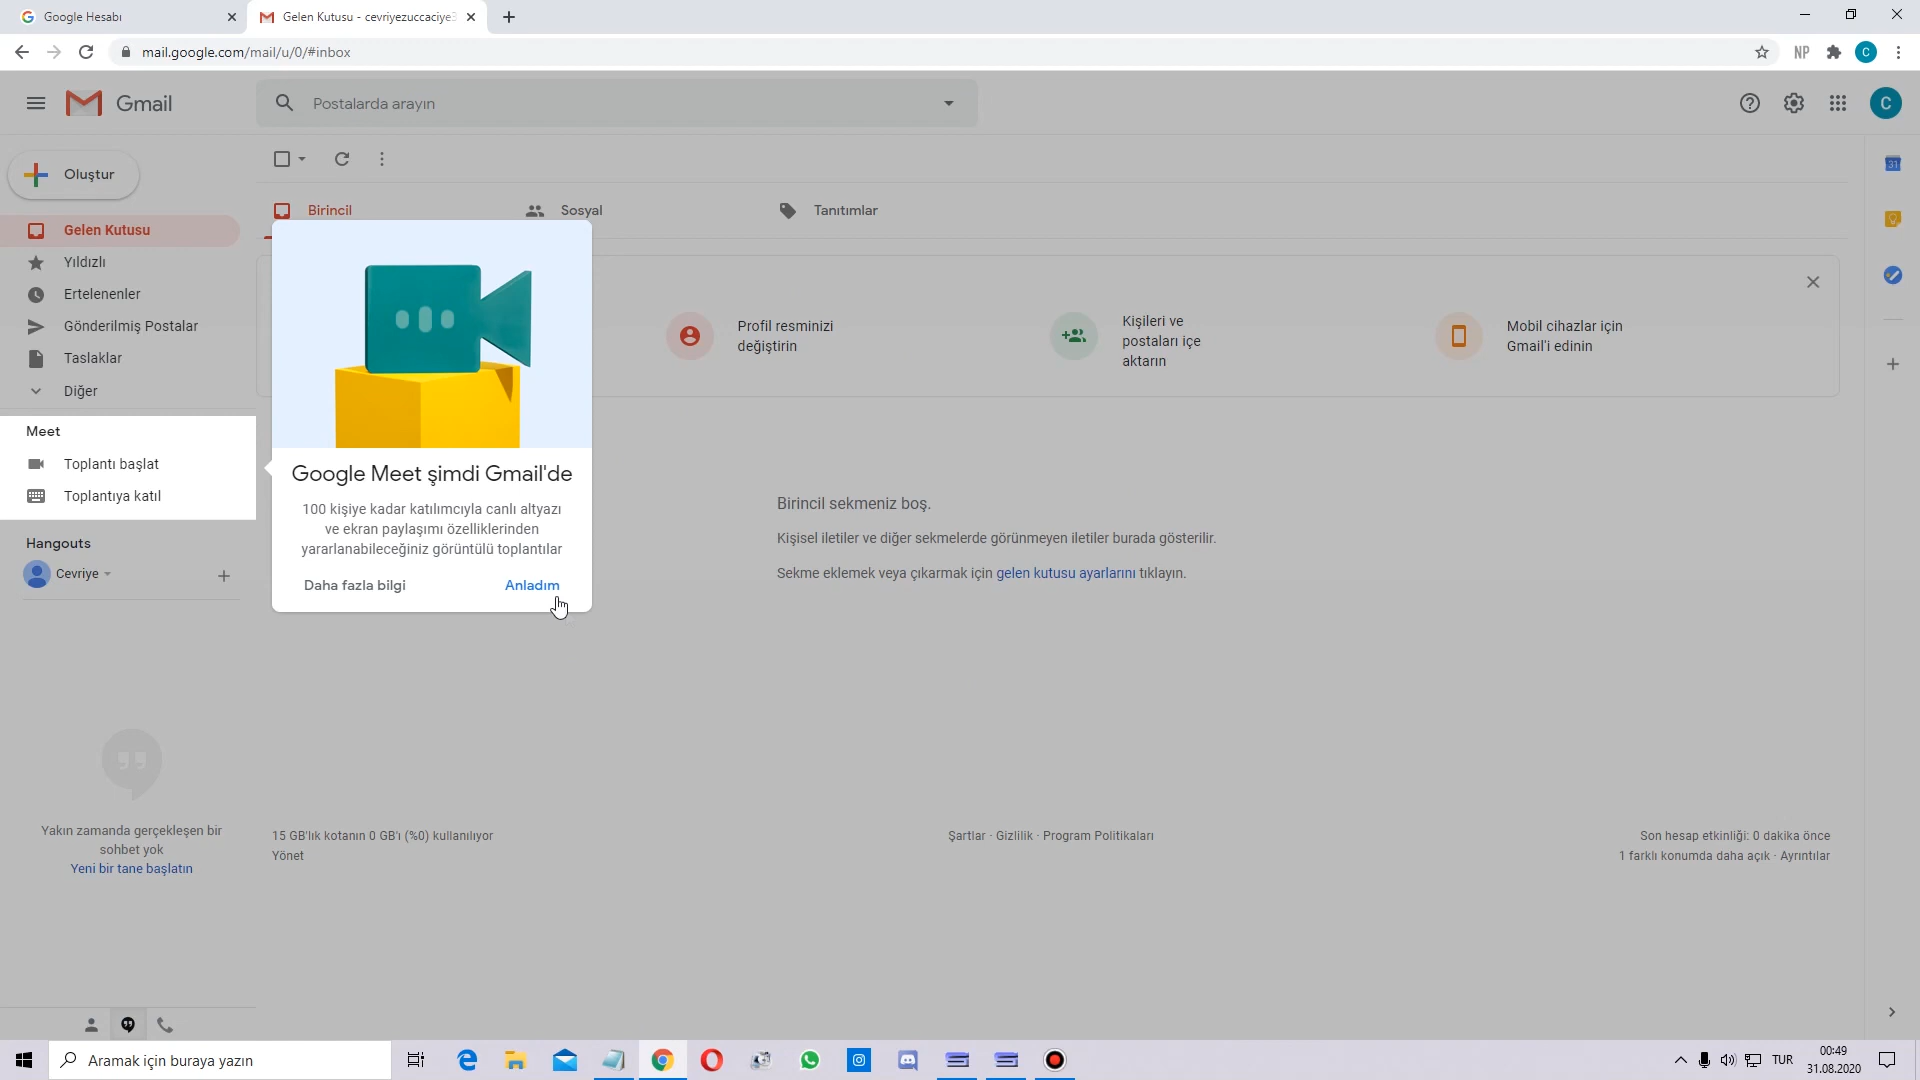 Google Hesabı
Gelen Kutusu - cevriyezuccaciye3
mail.google.com/mail/u/0/#inbox
NP
C
Gmail
Postalarda arayın
C
Oluştur
Birincil
Sosyal
Tanıtımlar
31
Gelen Kutusu
Yıldızlı
Ertelenenler
Gönderilmiş Postalar
Taslaklar
Diğer
Profil resminizi
değiştirin
Kişileri ve
postaları içe
aktarın
Mobil cihazlar için
Gmail'i edinin
Meet
Toplantı başlat
Toplantıya katıl
Google Meet şimdi Gmail'de
100 kişiye kadar katılımcıyla canlı altyazı
ve ekran paylaşımı özelliklerinden
yararlanabileceğiniz görüntülü toplantılar
Daha fazla bilgi
Anladım
Birincil sekmeniz boş.
Kişisel iletiler ve diğer sekmelerde görünmeyen iletiler burada gösterilir.
Sekme eklemek veya çıkarmak için gelen kutusu ayarlarını tıklayın.
Hangouts
Cevriye
Yakın zamanda gerçekleşen bir
sohbet yok
Yeni bir tane başlatın
15 GB'lık kotanın 0 GB'ı (%0) kullanılıyor
Yönet
Şartlar · Gizlilik · Program Politikaları
Son hesap etkinliği: 0 dakika önce
1 farklı konumda daha açık · Ayrıntılar
Aramak için buraya yazın
TUR
00:49
31.08.2020